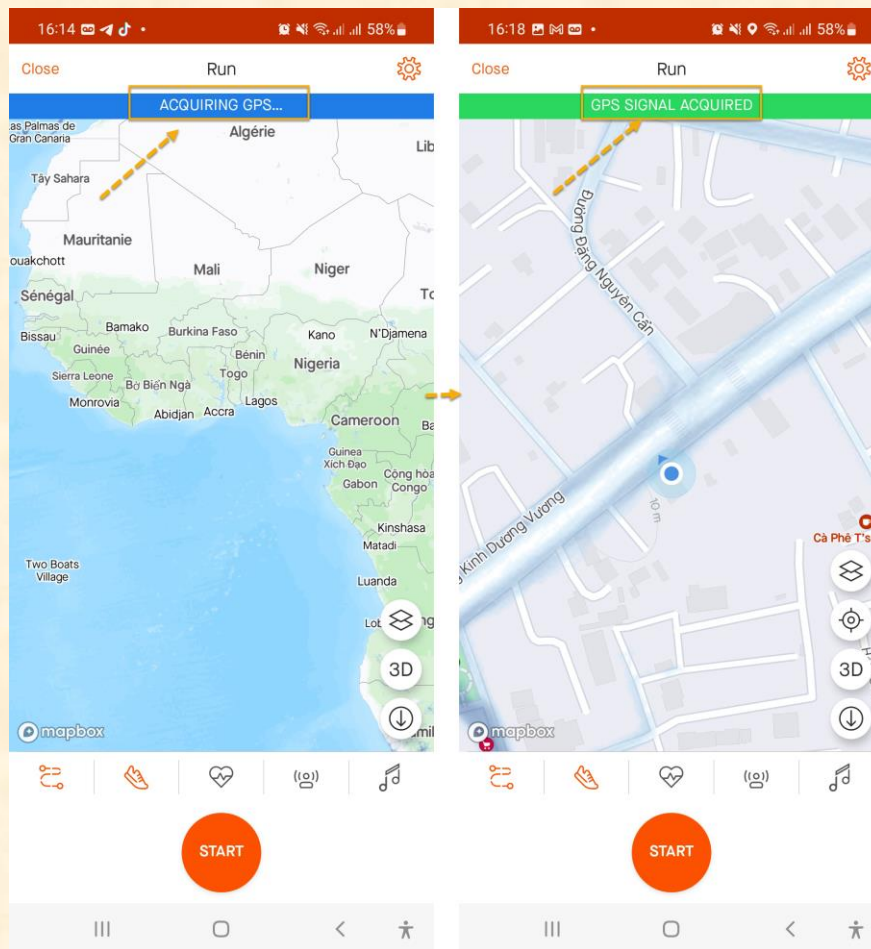 16:14
58%
Close
Run
ACQUIRING GPS...
Las Palmas de
Gran Canaria
Algérie
Lib
Tây Sahara
Mauritanie
ouakchott
Mali
Niger
Sénégal
Bamako
Burkina Faso
Kano
N'Djamena
Bissau
Guinée
Bénin
Nigeria
Togo
Sierra Leone
Bờ Biển Ngà
Monrovia
Lagos
Abidjan
Accra
Cameroon
Ba
Guinea
Xích Đạo
Cộng hòa
Congo
Gabon
Kinshasa
Matadi
Two Boats
Village
Luanda
3D
mapbox
START
16:18
58%
Close
Run
GPS SIGNAL ACQUIRED
Đường Đặng Nguyên Cẩn
10 m
Kinh Dương Vương
Cà Phê T's
3D
mapbox
START